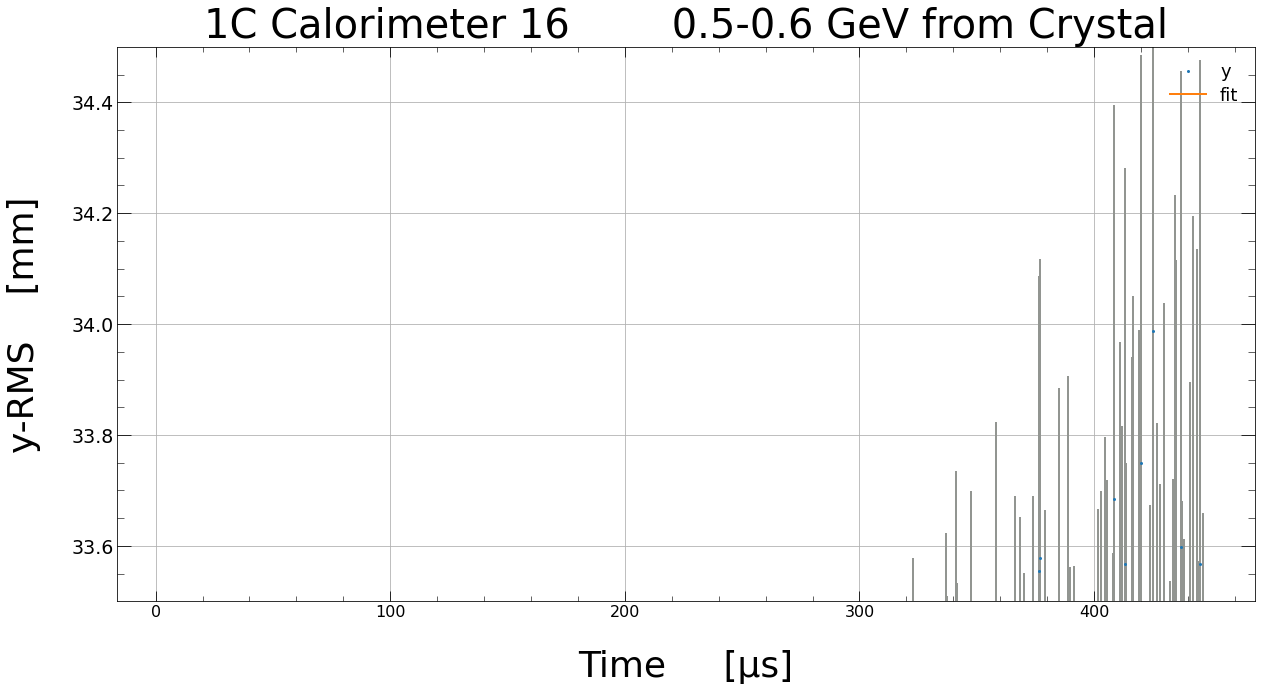 1C Calorimeter 16 0.5-0.6 GeV from Crystal
y
fit
34.4
34.2
34.0
33.8
33.6
y-RMS [mm]
0 100 200 300 400
Time [µs]